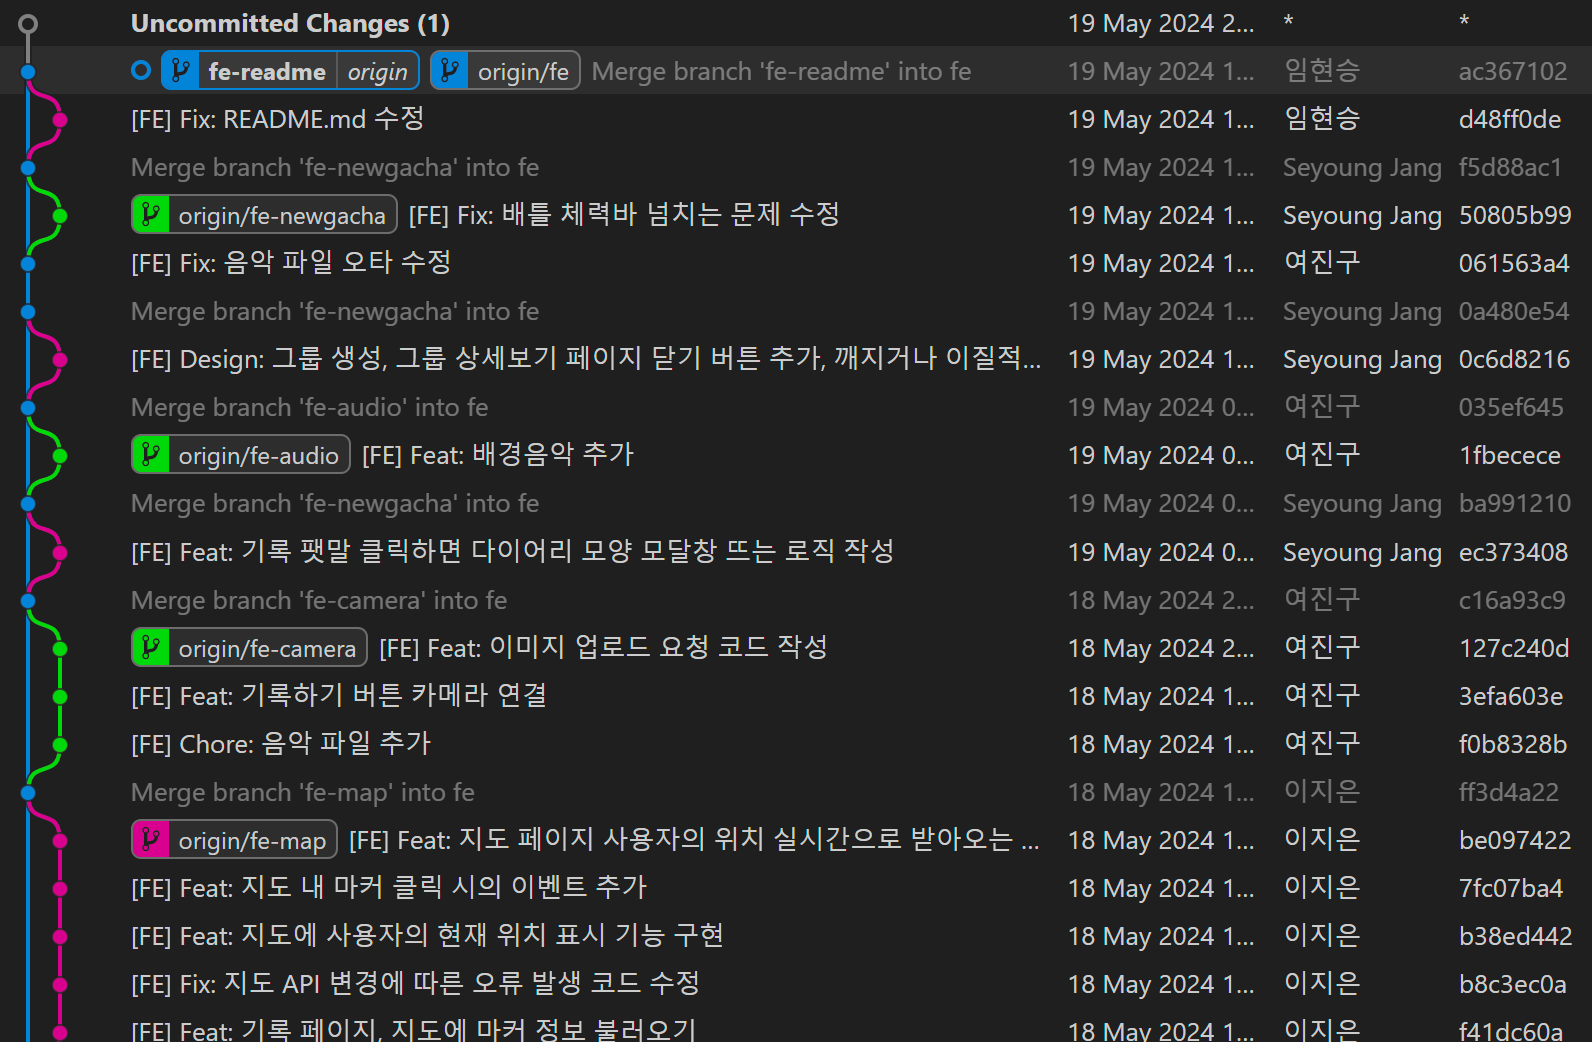 Uncommitted Changes (1) 19 May 2024 2... * *
fe-readme origin origin/fe Merge branch 'fe-readme' into fe 19 May 2024 1... 임현승 ac367102
[FE] Fix: README.md 수정 19 May 2024 1... 임현승 d48ff0de
Merge branch 'fe-newgacha' into fe 19 May 2024 1... Seyoung Jang f5d88ac1
origin/fe-newgacha [FE] Fix: 배틀 체력바 넘치는 문제 수정 19 May 2024 1... Seyoung Jang 50805b99
[FE] Fix: 음악 파일 오타 수정 19 May 2024 1... 여진구 061563a4
Merge branch 'fe-newgacha' into fe 19 May 2024 1... Seyoung Jang 0a480e54
[FE] Design: 그룹 생성, 그룹 상세보기 페이지 닫기 버튼 추가, 깨지거나 이질적... 19 May 2024 1... Seyoung Jang 0c6d8216
Merge branch 'fe-audio' into fe 19 May 2024 0... 여진구 035ef645
origin/fe-audio [FE] Feat: 배경음악 추가 19 May 2024 0... 여진구 1fbecece
Merge branch 'fe-newgacha' into fe 19 May 2024 0... Seyoung Jang ba991210
[FE] Feat: 기록 팻말 클릭하면 다이어리 모양 모달창 뜨는 로직 작성 19 May 2024 0... Seyoung Jang ec373408
Merge branch 'fe-camera' into fe 18 May 2024 2... 여진구 c16a93c9
origin/fe-camera [FE] Feat: 이미지 업로드 요청 코드 작성 18 May 2024 2... 여진구 127c240d
[FE] Feat: 기록하기 버튼 카메라 연결 18 May 2024 1... 여진구 3efa603e
[FE] Chore: 음악 파일 추가 18 May 2024 1... 여진구 f0b8328b
Merge branch 'fe-map' into fe 18 May 2024 1... 이지은 ff3d4a22
origin/fe-map [FE] Feat: 지도 페이지 사용자의 위치 실시간으로 받아오는 ... 18 May 2024 1... 이지은 be097422
[FE] Feat: 지도 내 마커 클릭 시의 이벤트 추가 18 May 2024 1... 이지은 7fc07ba4
[FE] Feat: 지도에 사용자의 현재 위치 표시 기능 구현 18 May 2024 1... 이지은 b38ed442
[FE] Fix: 지도 API 변경에 따른 오류 발생 코드 수정 18 May 2024 1... 이지은 b8c3ec0a
[FE] Feat: 기록 페이지, 지도에 마커 정보 불러오기 18 May 2024 1... 이지은 f41dc60a